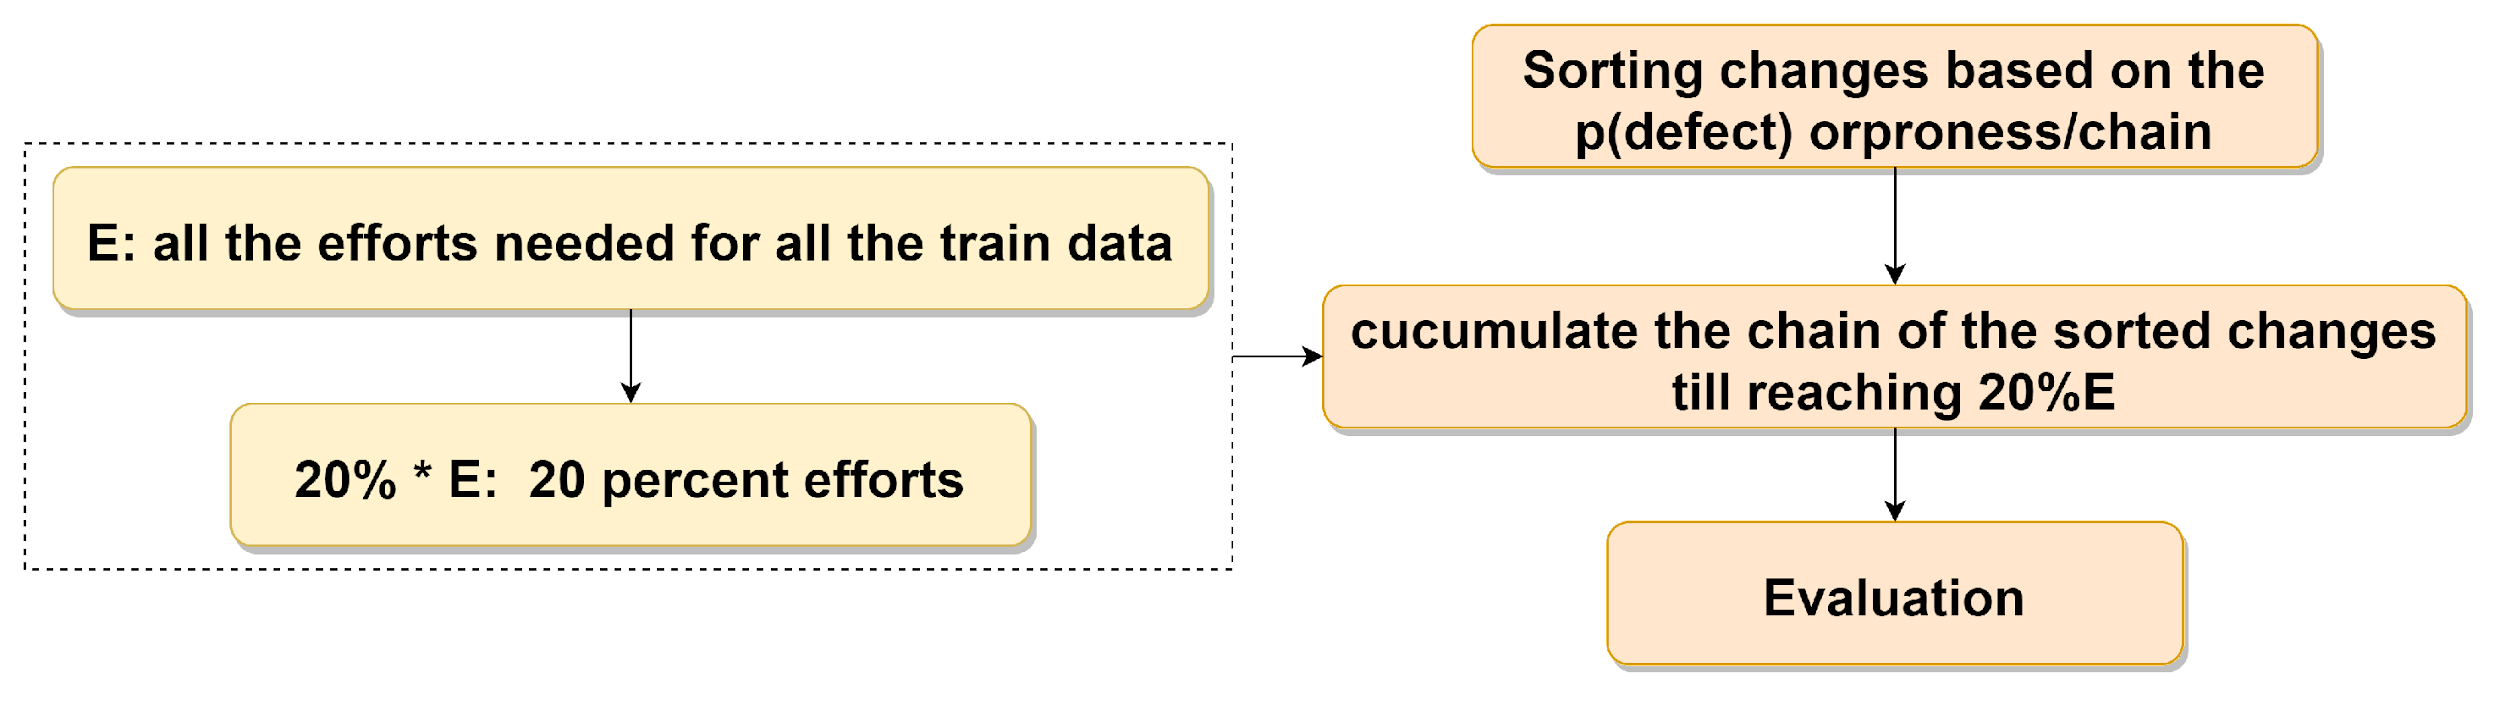 E: all the efforts needed for all the train data
20% * E: 20 percent efforts
Sorting changes based on the
p(defect) orproness/chain
cucumulate the chain of the sorted changes
till reaching 20%E
Evaluation